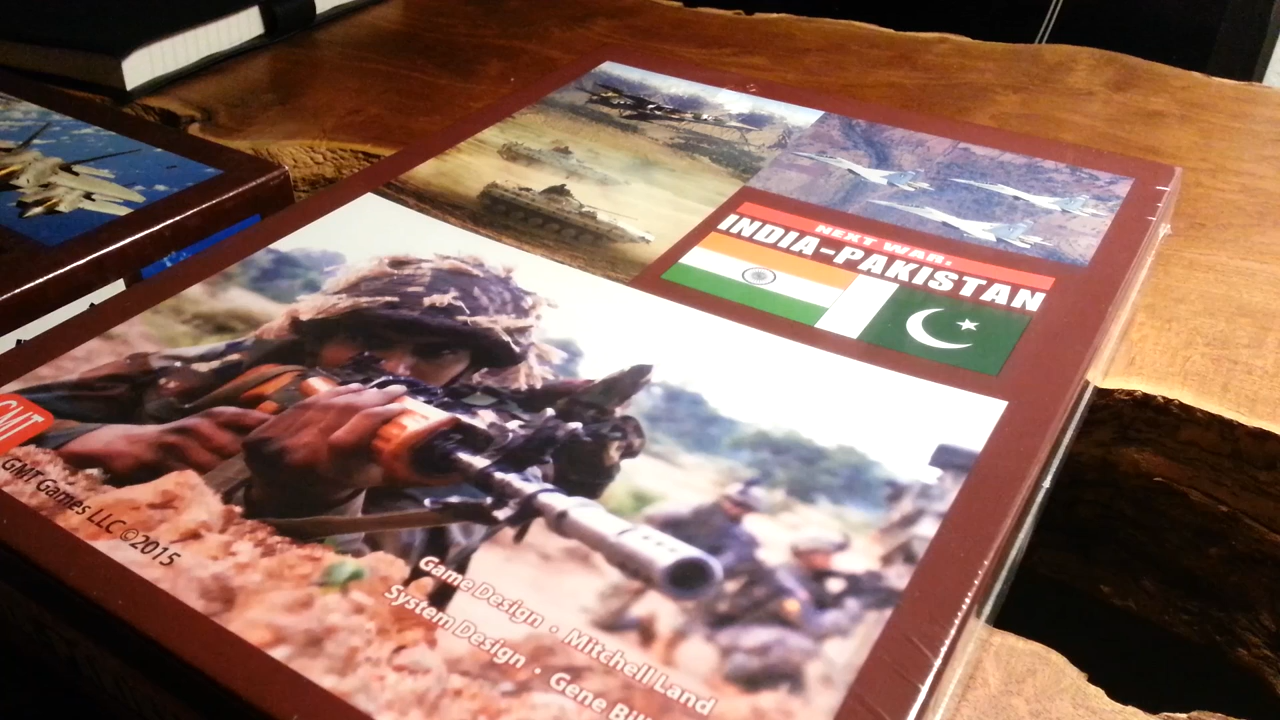 NEXT WAR:
INDIA-PAKISTAN
GMT
GMT Games LLC ©2015
Game Design • Mitchell Land
System Design • Gene